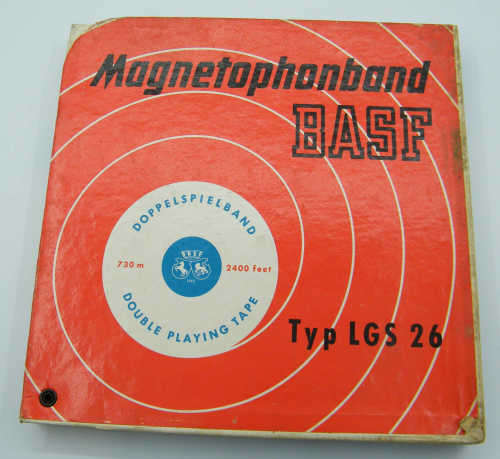 Magnetophonband
BASF
DOPPELSPIELBAND
730 m
2400 feet
DOUBLE PLAYING TAPE
Typ LGS 26